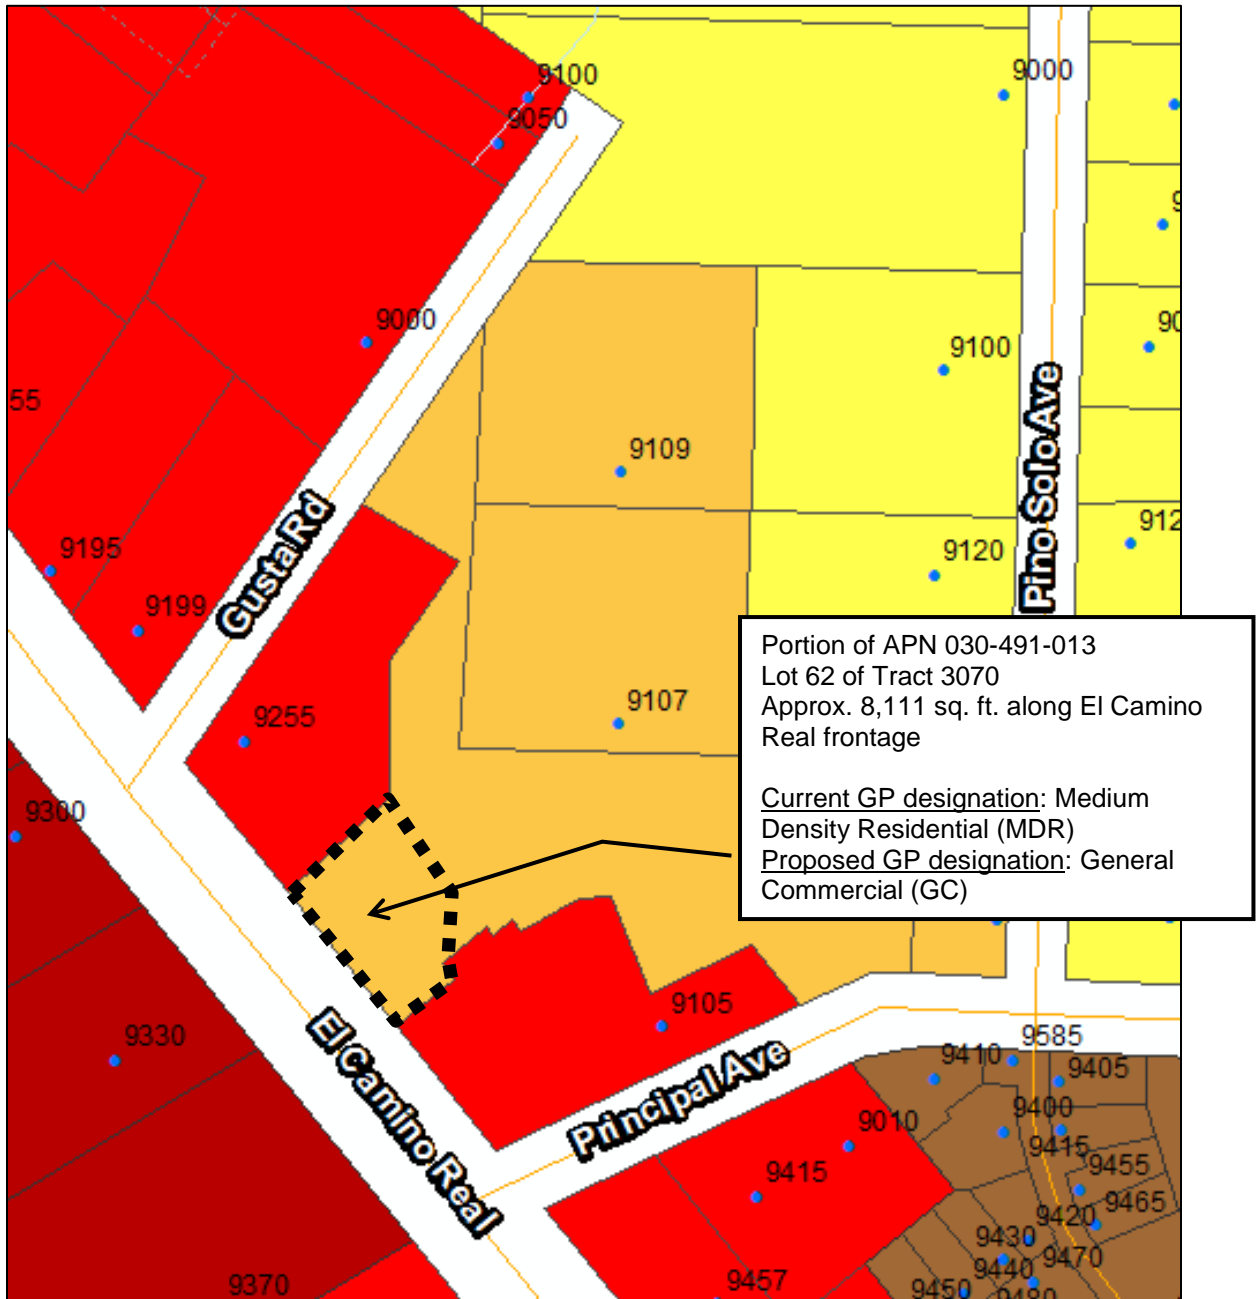 9100
9050
9000
9000
9100
55
9109
9120
912
9195
9199
Gusta Rd
Pino Solo Ave
9255
9107
Portion of APN 030-491-013
Lot 62 of Tract 3070
Approx. 8,111 sq. ft. along El Camino
Real frontage
Current GP designation: Medium
Density Residential (MDR)
Proposed GP designation: General
Commercial (GC)
9300
9330
El Camino Real
9105
Principal Ave
9585
9410
9405
9400
9010
9415
9415
9455
9465
9420
9430
9470
9440
9450
9480
9370
9457